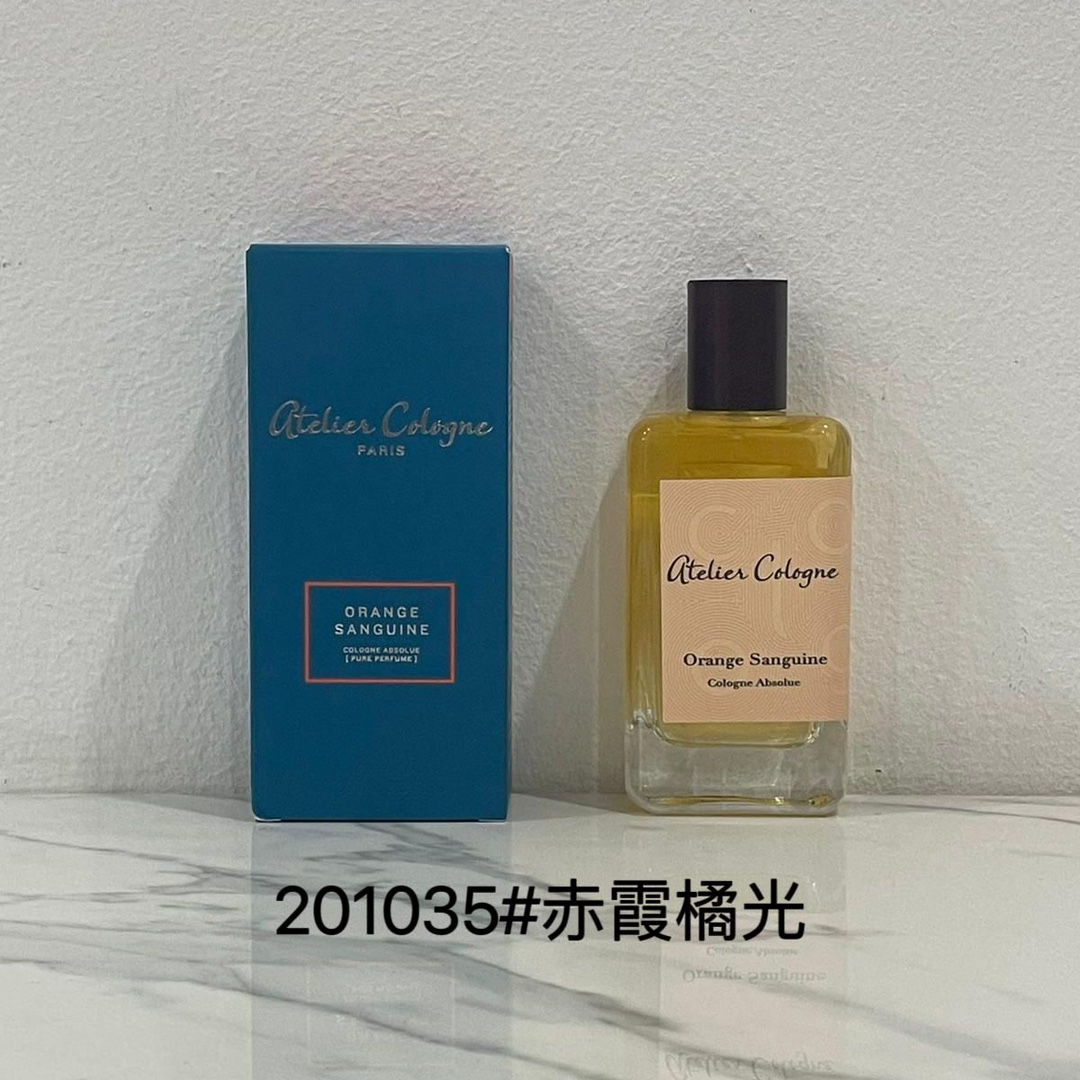 Atelier Cologne
PARIS
ORANGE
SANGUINE
COLOGNE ABSOLUE
[ PURE PERFUME ]
Atelier Cologne
Orange Sanguine
Cologne Absolue
201035#赤霞橘光